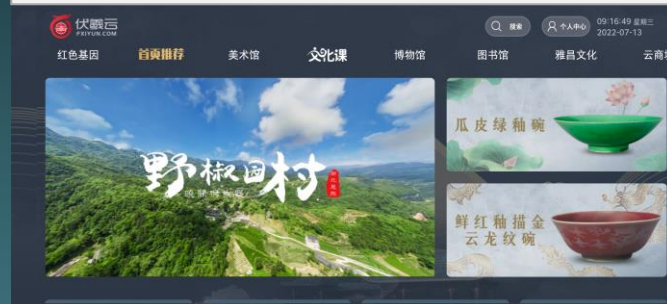 伏羲云
FXIYUN.COM
搜索
个人中心
09:16:49 星期三
2022-07-13
红色基因
首页推荐
美术馆
文化课
博物馆
图书馆
雅昌文化
云商
野椒园村
瓜皮绿釉碗
鲜红釉描金
云龙纹碗